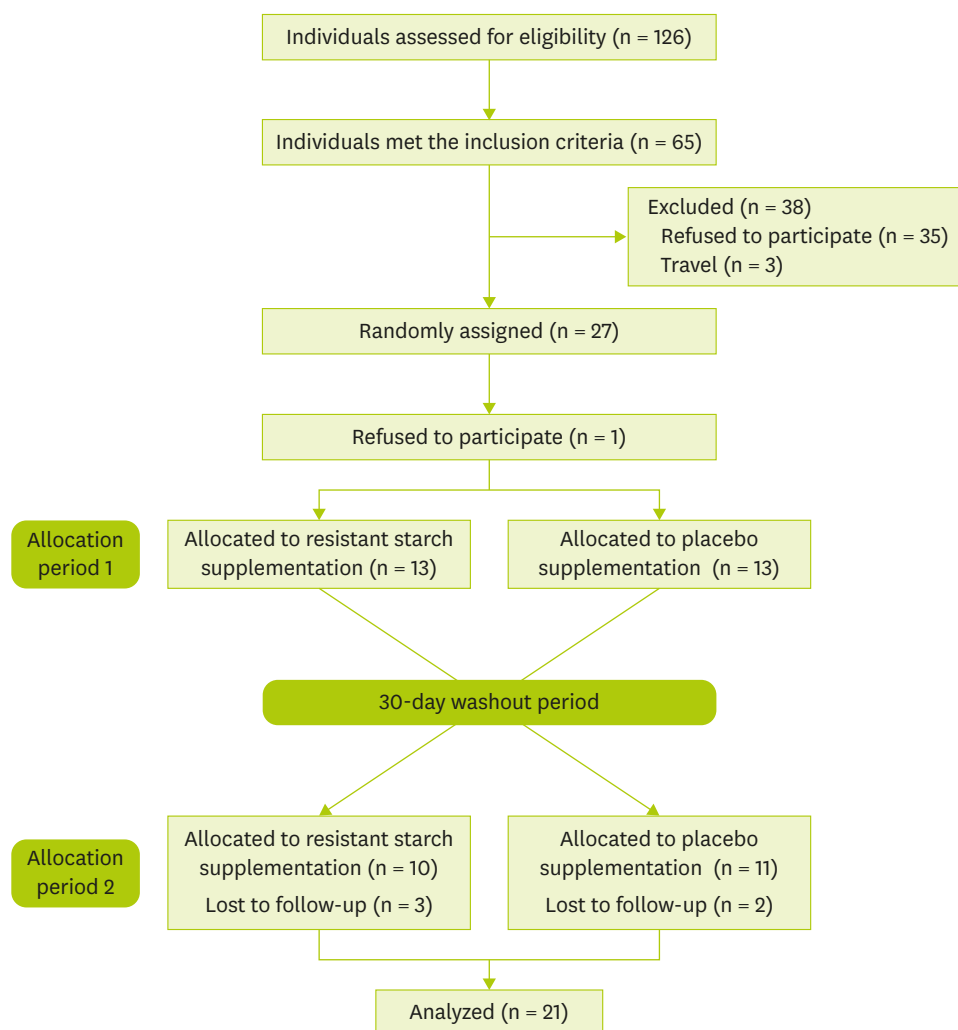 Individuals assessed for eligibility (n = 126)
Individuals met the inclusion criteria (n = 65)
Excluded (n = 38)
Refused to participate (n = 35)
Travel (n = 3)
Randomly assigned (n = 27)
Refused to participate (n = 1)
Allocation
period 1
Allocated to resistant starch
supplementation (n = 13)
Allocated to placebo
supplementation (n = 13)
30-day washout period
Allocation
period 2
Allocated to resistant starch
supplementation (n = 10)
Lost to follow-up (n = 3)
Allocated to placebo
supplementation (n = 11)
Lost to follow-up (n = 2)
Analyzed (n = 21)